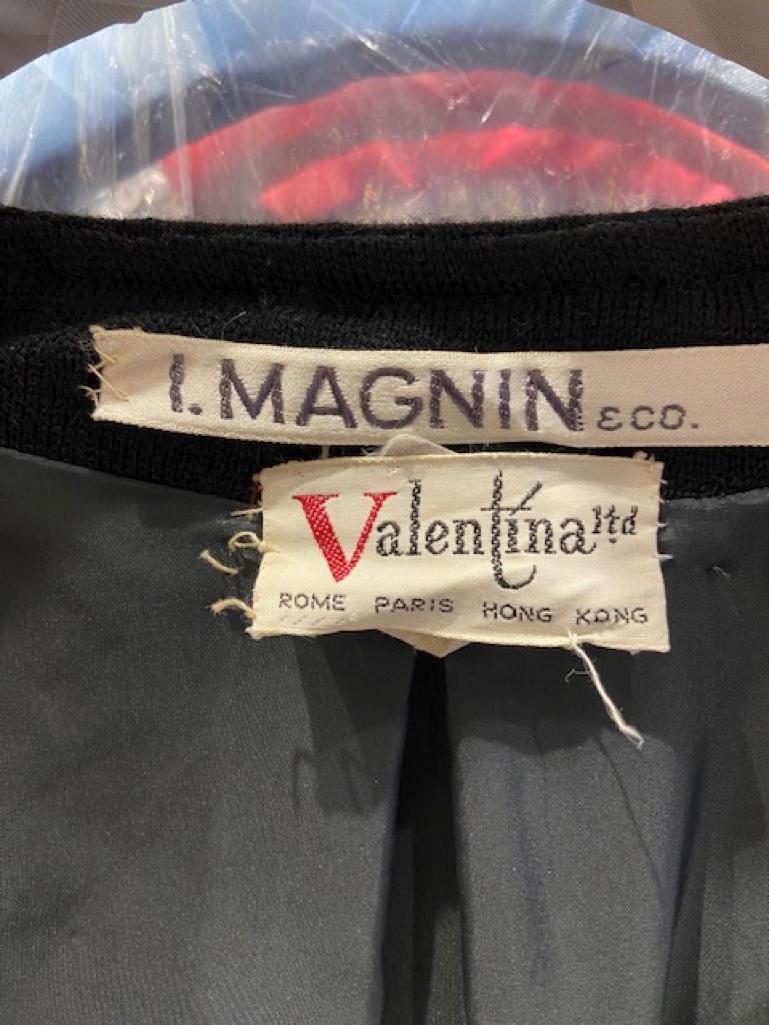 I. MAGNIN & CO.
Valentina ltd
ROME PARIS HONG KONG